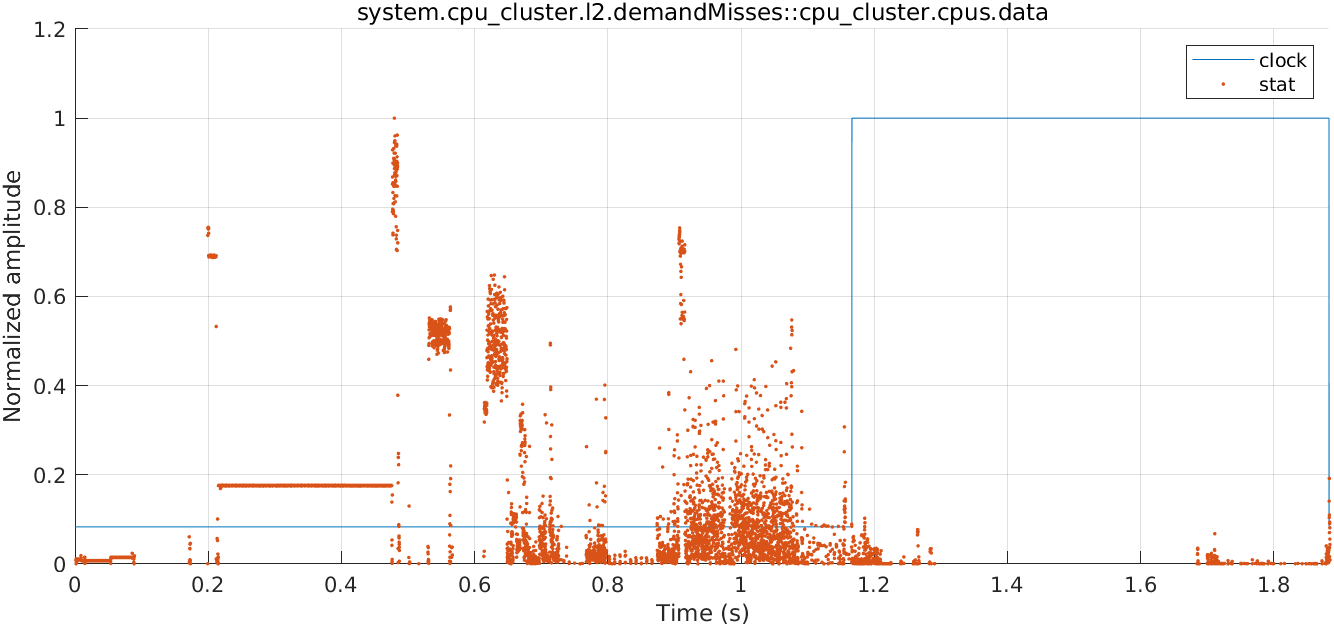 system.cpu_cluster.l2.demandMisses::cpu_cluster.cpus.data
1.2
1
0.8
0.6
0.4
0.2
0
Normalized amplitude
clock
stat
0 0.2 0.4 0.6 0.8 1 1.2 1.4 1.6 1.8
Time (s)